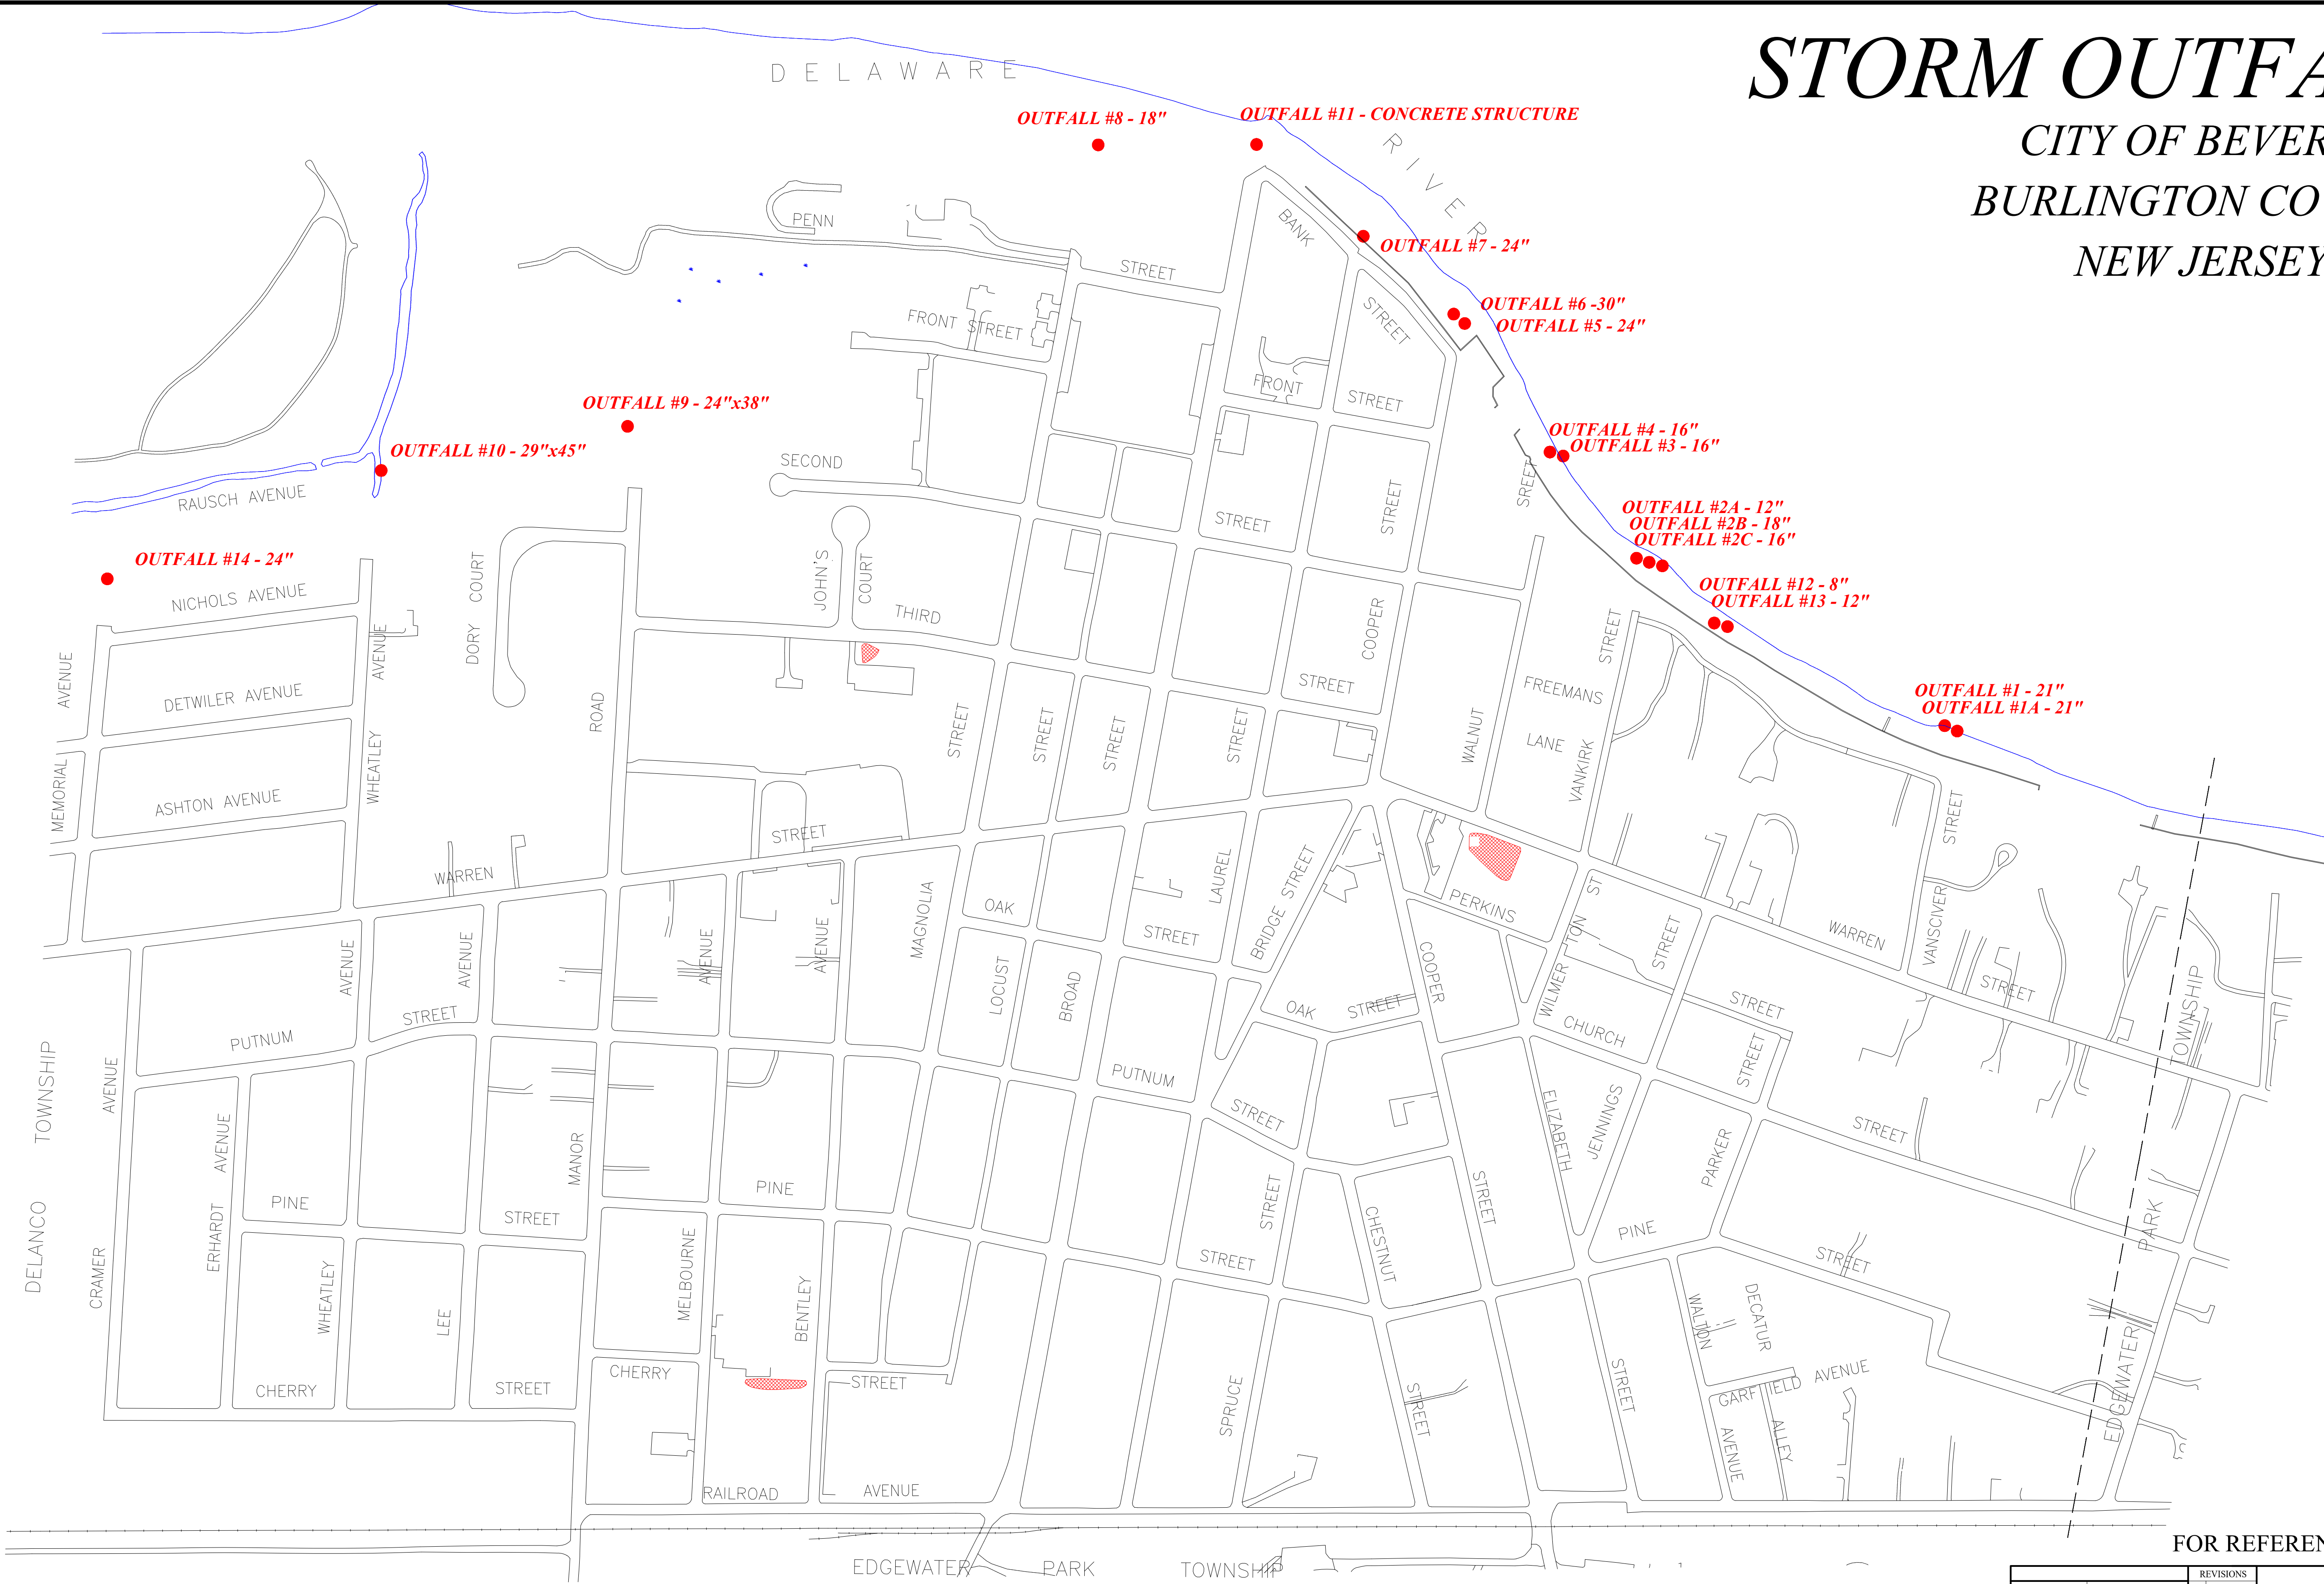 STORM OUTFA
CITY OF BEVER
BURLINGTON CO
NEW JERSEY
DELAWARE
RIVER
OUTFALL #8 - 18"
OUTFALL #11 - CONCRETE STRUCTURE
OUTFALL #7 - 24"
OUTFALL #6 -30"
OUTFALL #5 - 24"
OUTFALL #9 - 24"x38"
OUTFALL #10 - 29"x45"
OUTFALL #4 - 16"
OUTFALL #3 - 16"
OUTFALL #2A - 12"
OUTFALL #2B - 18"
OUTFALL #2C - 16"
OUTFALL #14 - 24"
OUTFALL #12 - 8"
OUTFALL #13 - 12"
OUTFALL #1 - 21"
OUTFALL #1A - 21"
PENN
STREET
BANK
STREET
FRONT STREET
FRONT
STREET
SECOND
STREET
STREET
SREET
RAUSCH AVENUE
NICHOLS AVENUE
DORY COURT
JOHN'S
COURT
THIRD
STREET
COOPER
STREET
AVENUE
MEMORIAL
DETWILER AVENUE
ASHTON AVENUE
AVENUE
WHEATLEY
ROAD
STREET
STREET
STREET
STREET
WALNUT
FREEMANS
LANE
VANKIRK
STREET
VANSCIVER
WARREN
STREET
MAGNOLIA
OAK
STREET
LAUREL
BRIDGE STREET
PERKINS
WILMER
TON
ST
STREET
WARREN
STREET
AVENUE
AVENUE
AVENUE
AVENUE
LOCUST
BROAD
COOPER
OAK
STREET
CHURCH
STREET
STREET
STREET
TOWNSHIP
PARK
EDGEWATER
PUTNUM
STREET
PUTNUM
STREET
DELANCO
TOWNSHIP
CRAMER
AVENUE
ERHARDT
AVENUE
PINE
STREET
MANOR
PINE
STREET
STREET
CHESTNUT
STREET
ELIZABETH
JENNINGS
PARKER
PINE
STREET
WHEATLEY
LEE
MELBOURNE
BENTLEY
CHERRY
STREET
CHERRY
STREET
SPRUCE
STREET
STREET
WALTON
AVENUE
DECATUR
ALLEY
GARFFIELD AVENUE
RAILROAD
AVENUE
EDGEWATER
PARK
TOWNSHIP
FOR REFEREN
REVISIONS